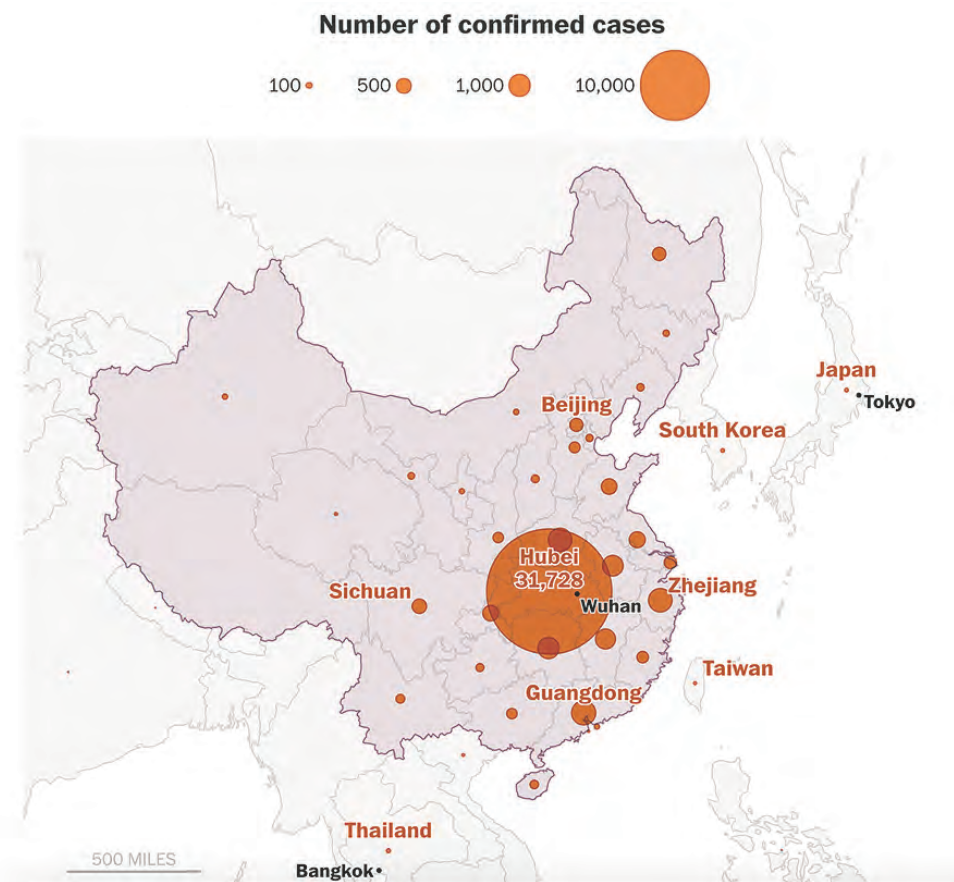 Number of confirmed cases
100 500 1,000 10,000
Beijing
Japan
Tokyo
South Korea
Hubei
31,728
Sichuan
Zhejiang
Wuhan
Taiwan
Guangdong
Thailand
500 MILES
Bangkok